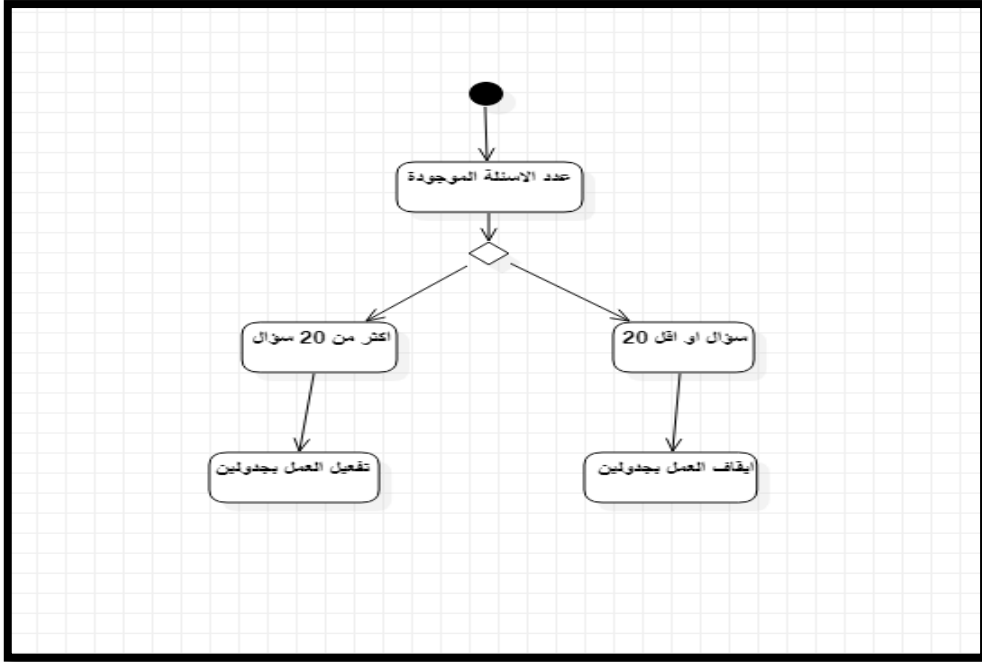 عدد الاسئلة الموجودة
اكثر من 20 سؤال
سؤال او اقل 20
تفعيل العمل بجدولين
ايقاف العمل بجدولين